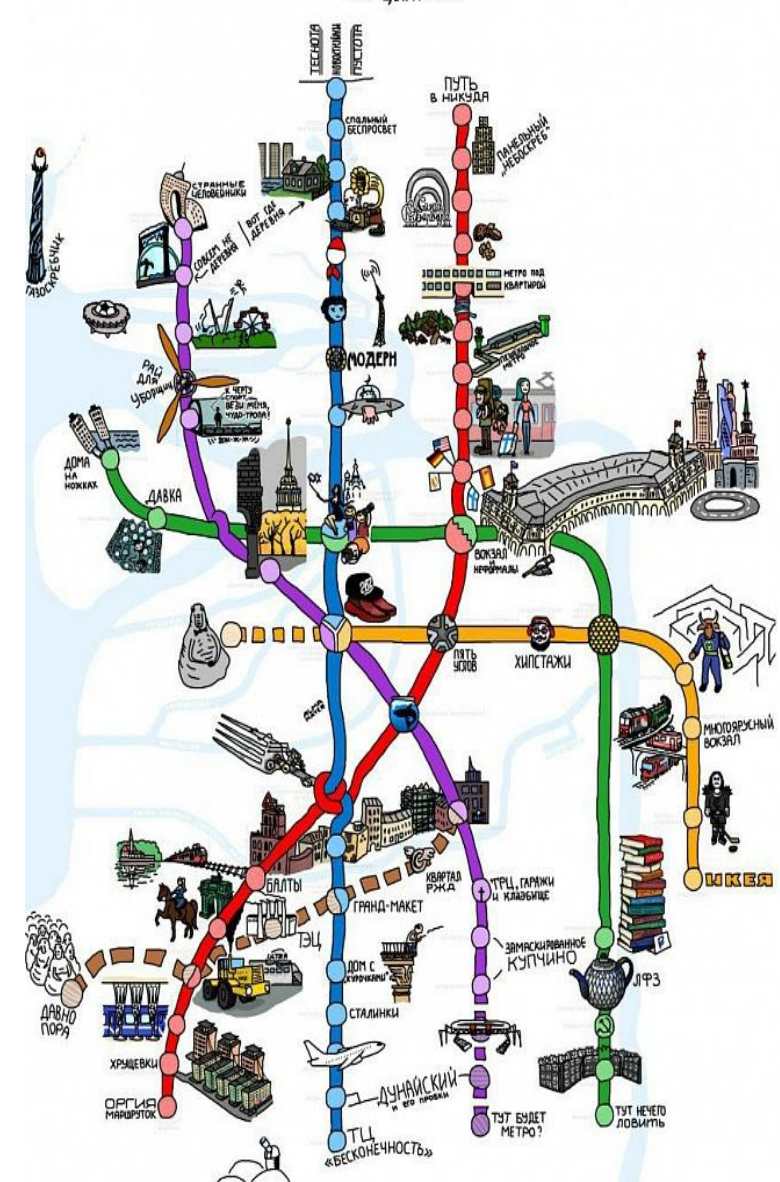 ТЕСНОТА
НОВОСТРОЙКИ
ПУСТОТА
ПУТЬ
В НИКУДА
СПАЛЬНЫЙ
БЕСПРОСВЕТ
ПАНЕЛЬНЫЙ
„НЕБОСКРЕБ"
СТРАННЫЕ
ЧЕЛОВЕЙНИКИ
ВОТ ГДЕ
ДЕРЕВНЯ
СОВСЕМ НЕ
ДЕРЕВНЯ
ГАЗОСКРЕБЧИК
МЕТРО ПОД
КВАРТИРОЙ
МОДЕРН
РАЙ
ДЛЯ
УБОРЩИЦ
К ЧЕРТУ
СПОРТ,
ВЕЗИ МЕНЯ,
ЧУДО-ТРОПА!
ДОМА
НА
НОЖКАХ
ДАВКА
ВОКЗАЛ
И
НЕФОРМАЛЫ
ПЯТЬ
УГЛОВ
ХИПСТАЖИ
МНОГОЯРУСНЫЙ
ВОКЗАЛ
ИКЕЯ
БАЛТЫ
КВАРТАЛ
РЖД
ГРАНД-МАКЕТ
ТРЦ, ГАРАЖИ
И КЛАДБИЩЕ
ТЭЦ
ЗАМАСКИРОВАННОЕ
КУПЧИНО
ДОМ С
„КУРОЧКАМИ"
ЛФЗ
ДАВНО
ПОРА
СТАЛИНКИ
ХРУЩЕВКИ
ОРГИЯ
МАРШРУТОК
ДУНАЙСКИЙ
И ЕГО ПРОБКИ
ТУТ БУДЕТ
МЕТРО?
ТУТ НЕЧЕГО
ЛОВИТЬ
ТЦ
«БЕСКОНЕЧНОСТЬ»